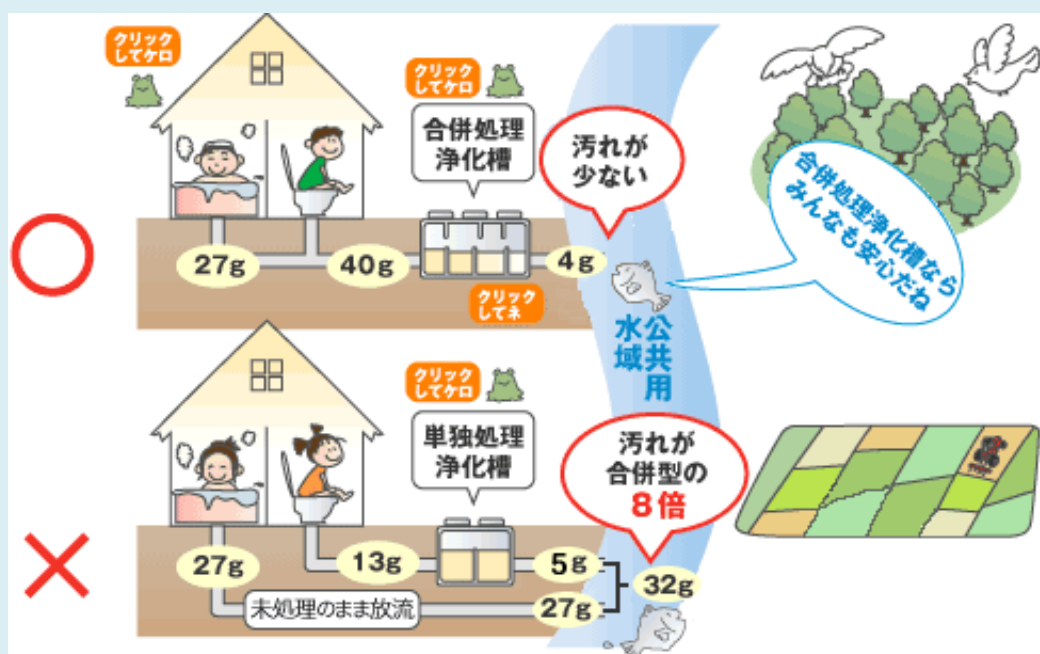 クリック
してケロ
クリック
してケロ
合併処理
浄化槽
汚れが
少ない
合併処理浄化槽なら
みんなも安心だね
27g
40g
4g
クリック
してネ
公共用
水域
クリック
してケロ
単独処理
浄化槽
汚れが
合併型の
8倍
27g
13g
5g
32g
未処理のまま放流
27g